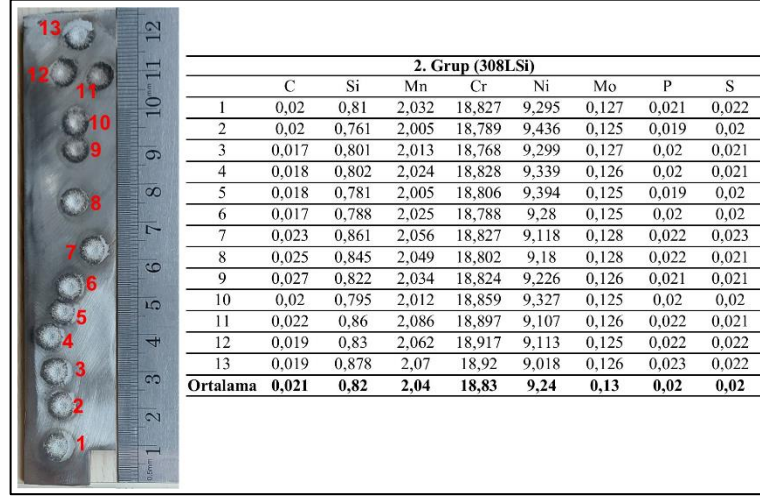 13
12
11
10
9
8
7
6
5
4
3
2
1
12
11
10
9
8
7
6
5
4
3
2
1
2. Grup (308LSi)
C Si Mn Cr Ni Mo P S
1 0,02 0,81 2,032 18,827 9,295 0,127 0,021 0,022
2 0,02 0,761 2,005 18,789 9,436 0,125 0,019 0,02
3 0,017 0,801 2,013 18,768 9,299 0,127 0,02 0,021
4 0,018 0,802 2,024 18,828 9,339 0,126 0,02 0,021
5 0,018 0,781 2,005 18,806 9,394 0,125 0,019 0,02
6 0,017 0,788 2,025 18,788 9,28 0,125 0,02 0,02
7 0,023 0,861 2,056 18,827 9,118 0,128 0,022 0,023
8 0,025 0,845 2,049 18,802 9,18 0,128 0,022 0,021
9 0,027 0,822 2,034 18,824 9,226 0,126 0,021 0,021
10 0,02 0,795 2,012 18,859 9,327 0,125 0,02 0,02
11 0,022 0,86 2,086 18,897 9,107 0,126 0,022 0,021
12 0,019 0,83 2,062 18,917 9,113 0,125 0,022 0,022
13 0,019 0,878 2,07 18,92 9,018 0,126 0,023 0,022
Ortalama 0,021 0,82 2,04 18,83 9,24 0,13 0,02 0,02